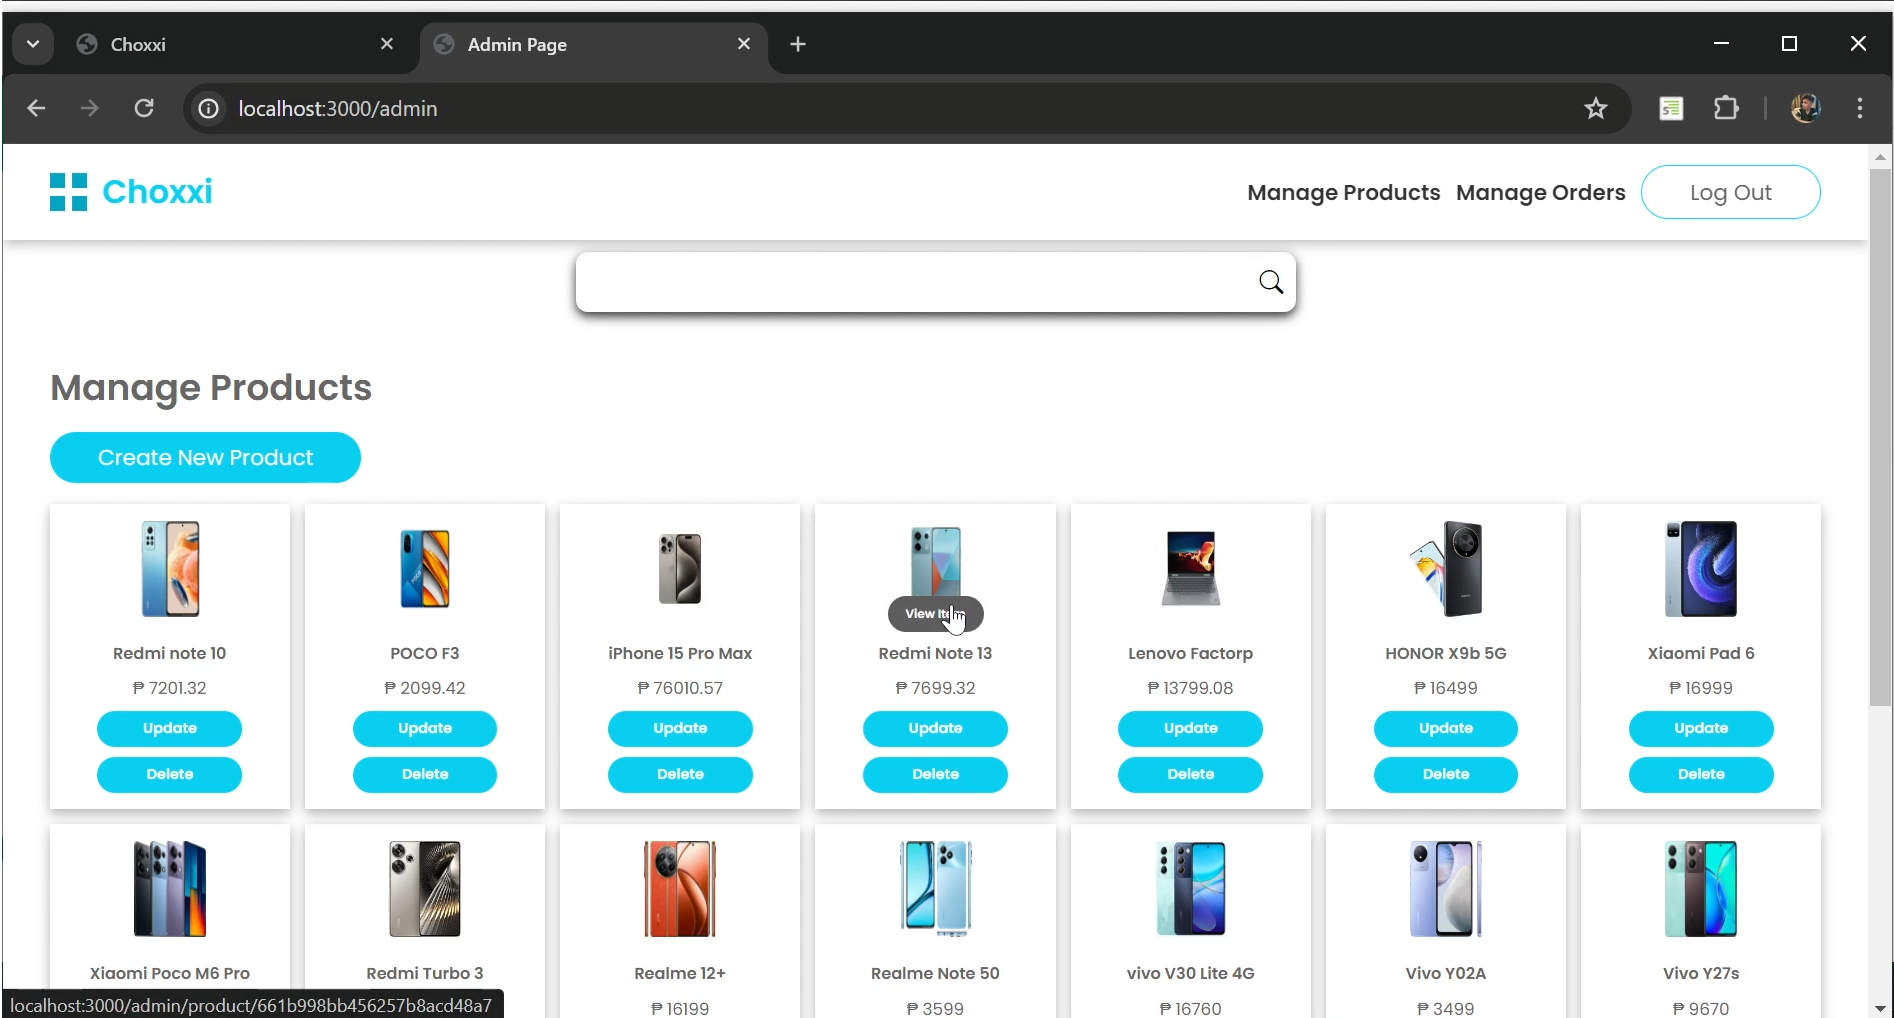 Choxxi
Admin Page
localhost:3000/admin
Choxxi
Manage Products Manage Orders Log Out
Manage Products
Create New Product
View
Redmi note 10 POCO F3 iPhone 15 Pro Max Redmi Note 13 Lenovo Factorp HONOR X9b 5G Xiaomi Pad 6
₱ 7201.32 ₱ 2099.42 ₱ 76010.57 ₱ 7699.32 ₱ 13799.08 ₱ 16499 ₱ 16999
Update Update Update Update Update Update Update
Delete Delete Delete Delete Delete Delete Delete
Xiaomi Poco M6 Pro Redmi Turbo 3 Realme 12+ Realme Note 50 vivo V30 Lite 4G Vivo Y02A Vivo Y27s
₱ 16199 ₱ 3599 ₱ 16760 ₱ 3499 ₱ 9670
localhost:3000/admin/product/661b998bb456257b8acd48a7